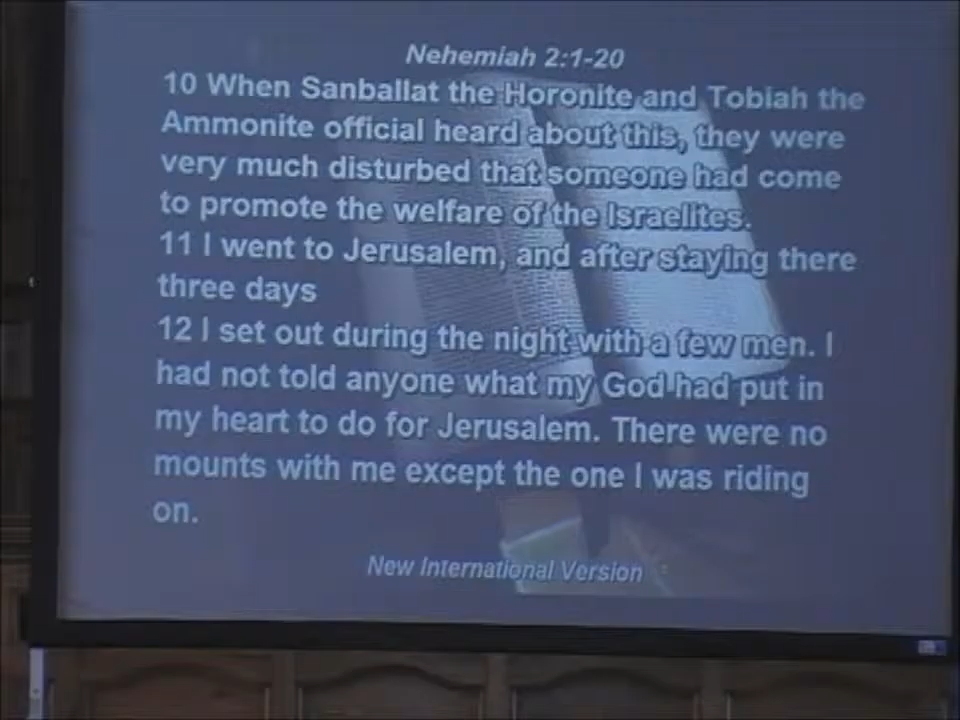 Nehemiah 2:1-20
10 When Sanballat the Horonite and Tobiah the
Ammonite official heard about this, they were
very much disturbed that someone had come
to promote the welfare of the Israelites.
11 I went to Jerusalem, and after staying there
three days
12 I set out during the night with a few men. I
had not told anyone what my God had put in
my heart to do for Jerusalem. There were no
mounts with me except the one I was riding
on.
New International Version